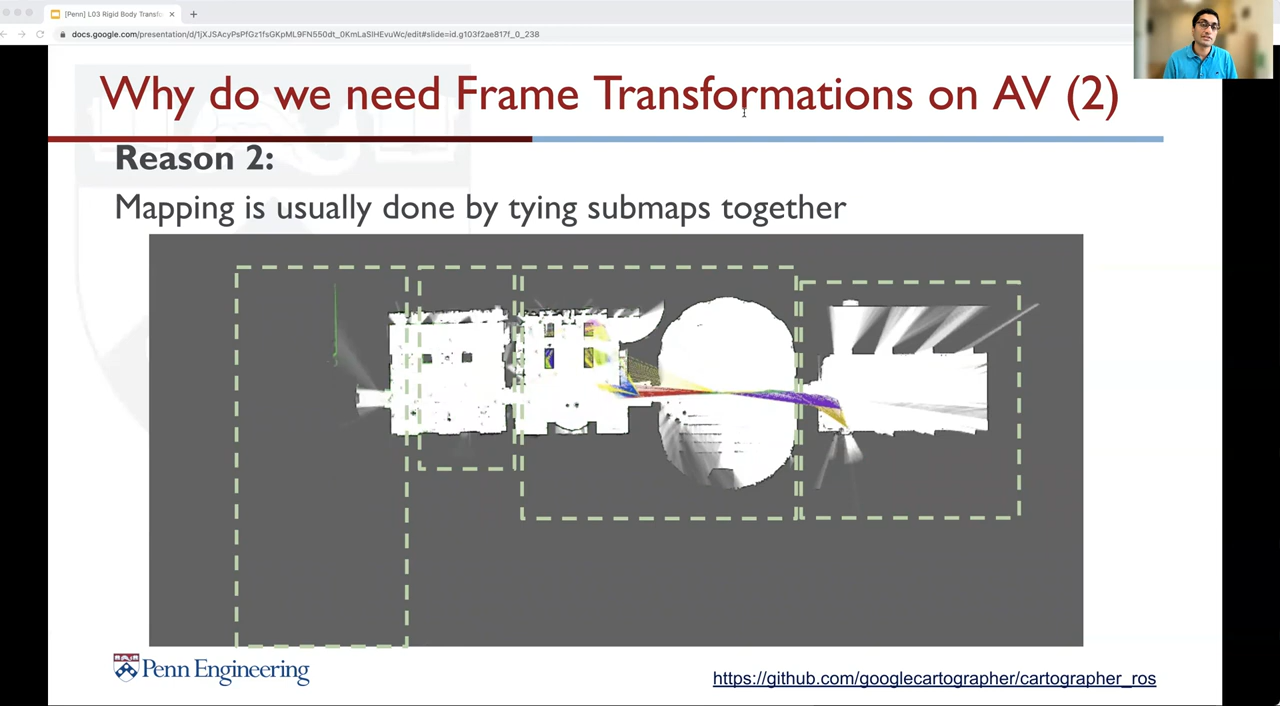 [Penn] L03 Rigid Body Transfo
docs.google.com/presentation/d/1jXJSAcyPsPfGz1fsGKpML9FN550dt_0KmLaSIHEvUWc/edit#slide=id.g103f2ae817f_0_238
Why do we need Frame Transformations on AV (2)
Reason 2:
Mapping is usually done by tying submaps together
Penn Engineering
https://github.com/googlecartographer/cartographer_ros